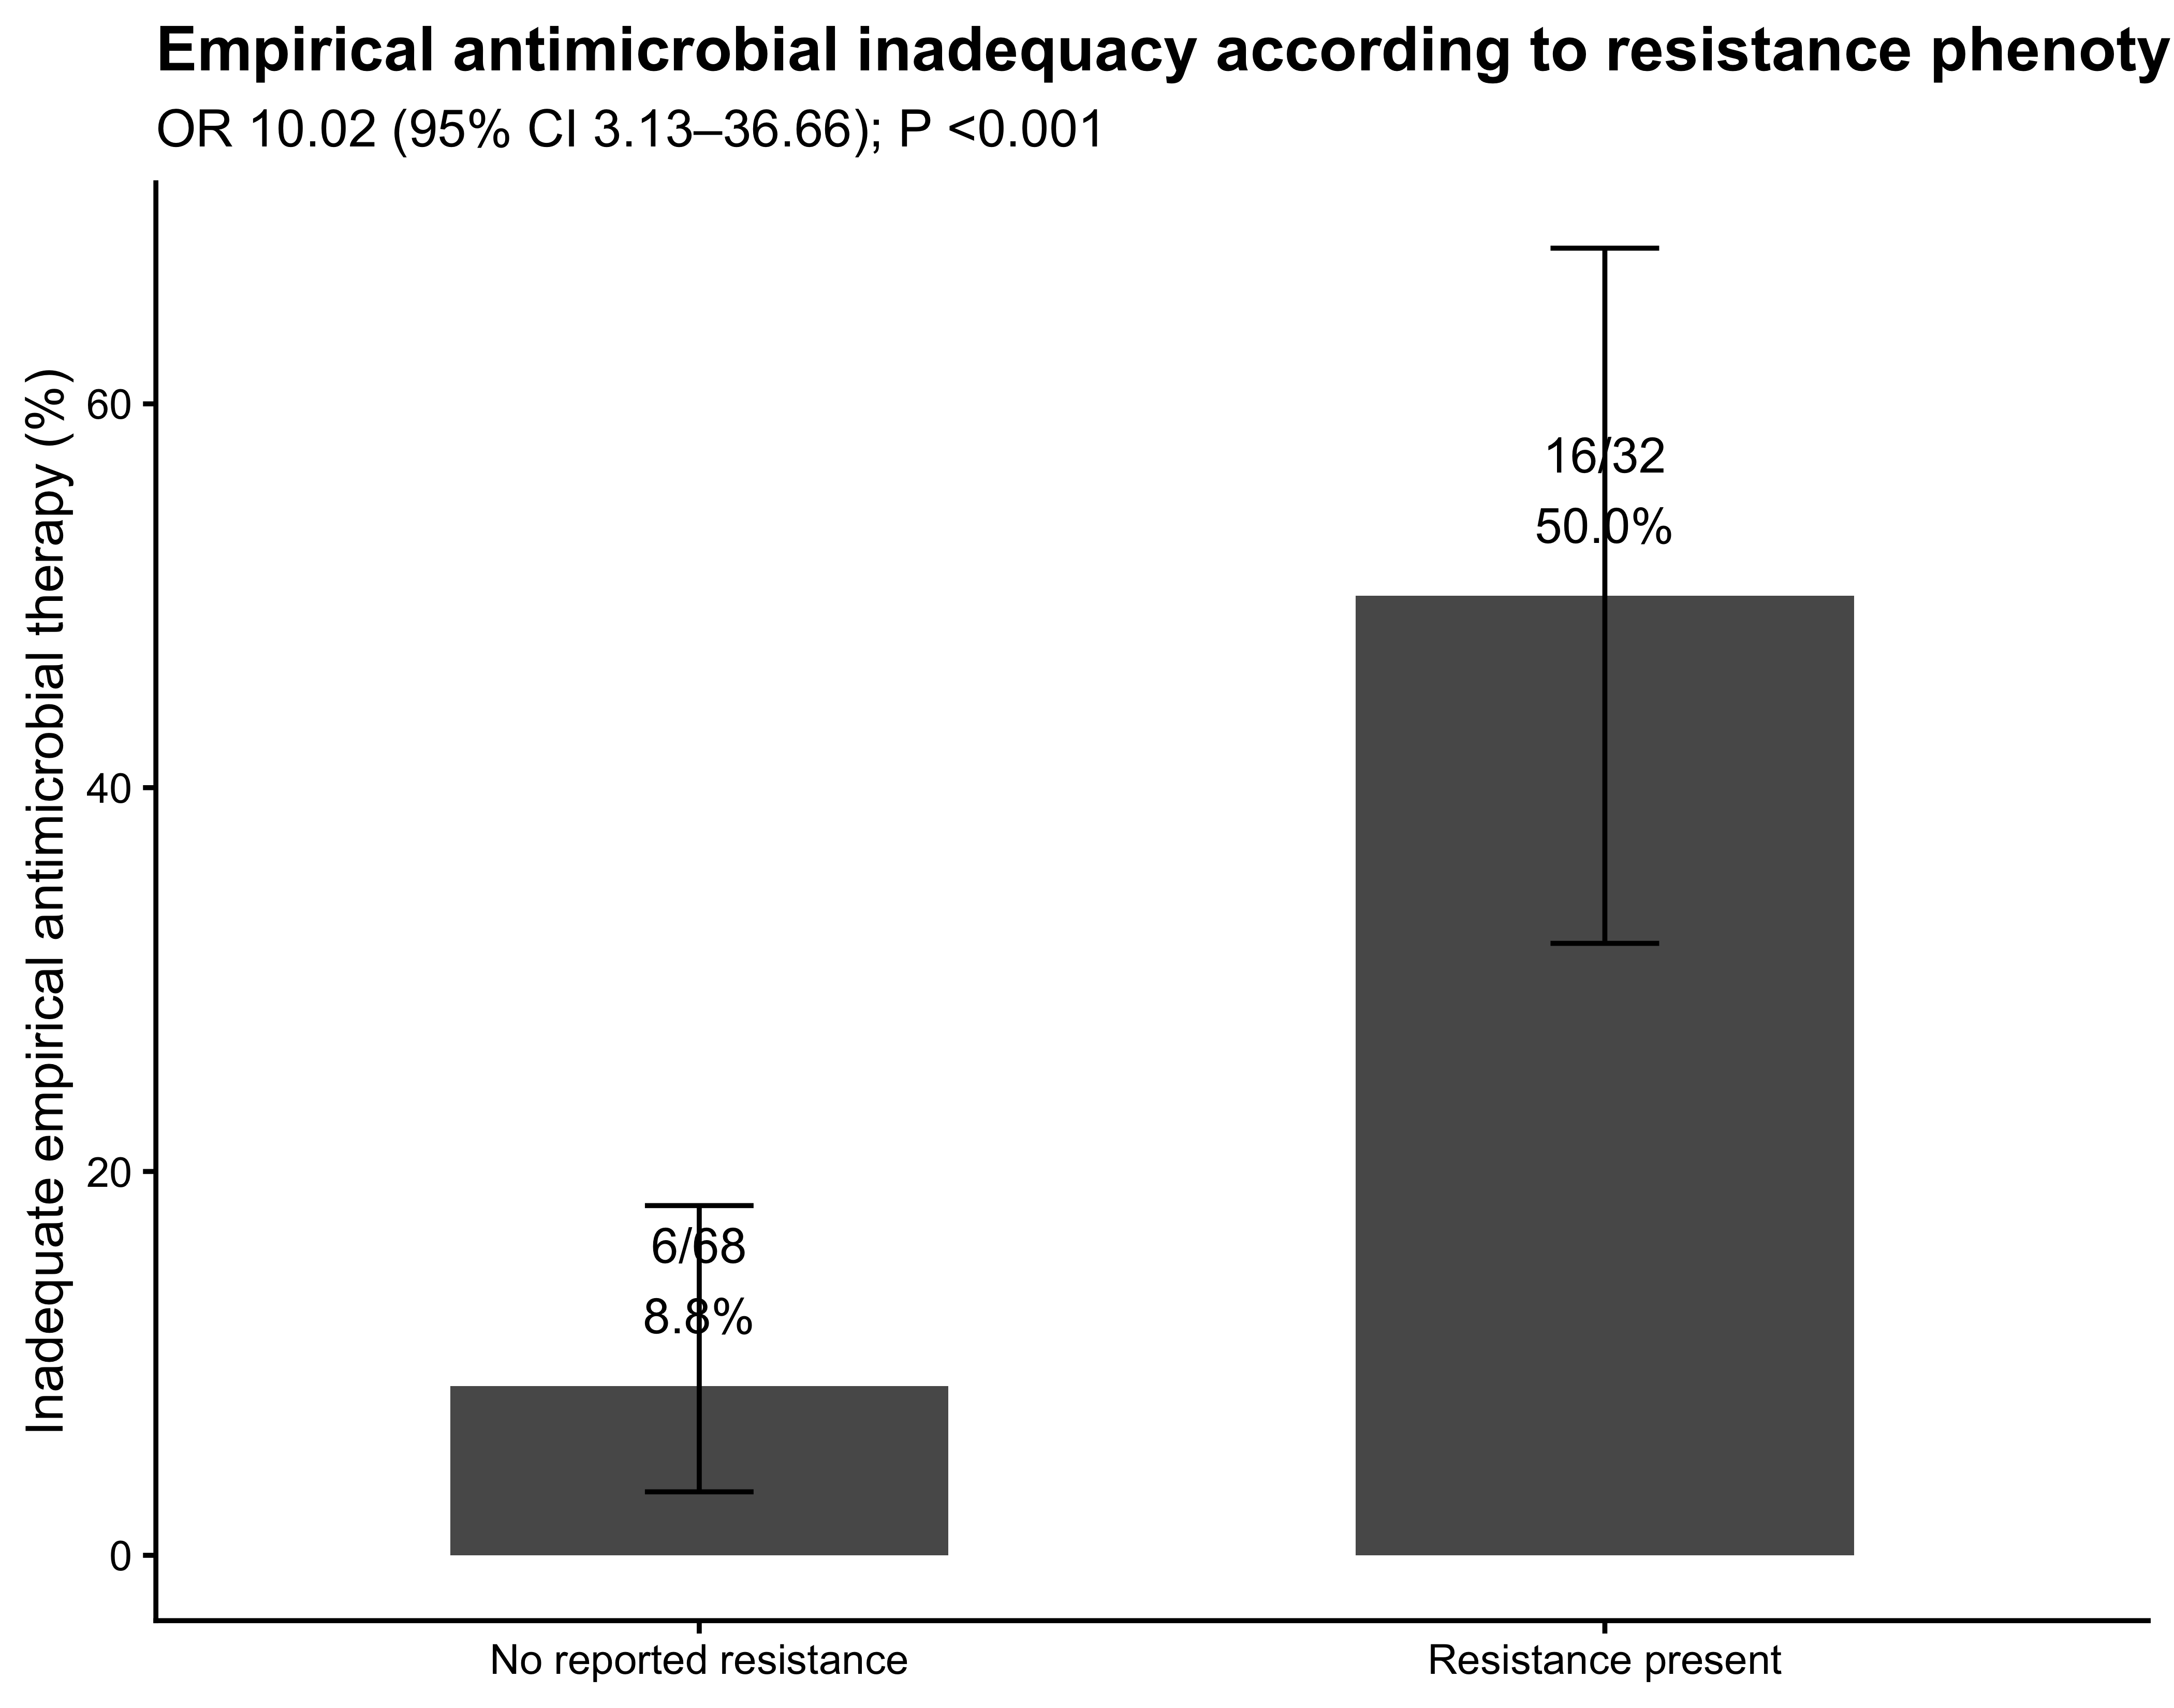 Empirical antimicrobial inadequacy according to resistance phenoty
OR 10.02 (95% CI 3.13–36.66); P <0.001
Inadequate empirical antimicrobial therapy (%)
60
40
20
0
16/32
50.0%
6/68
8.8%
No reported resistance
Resistance present